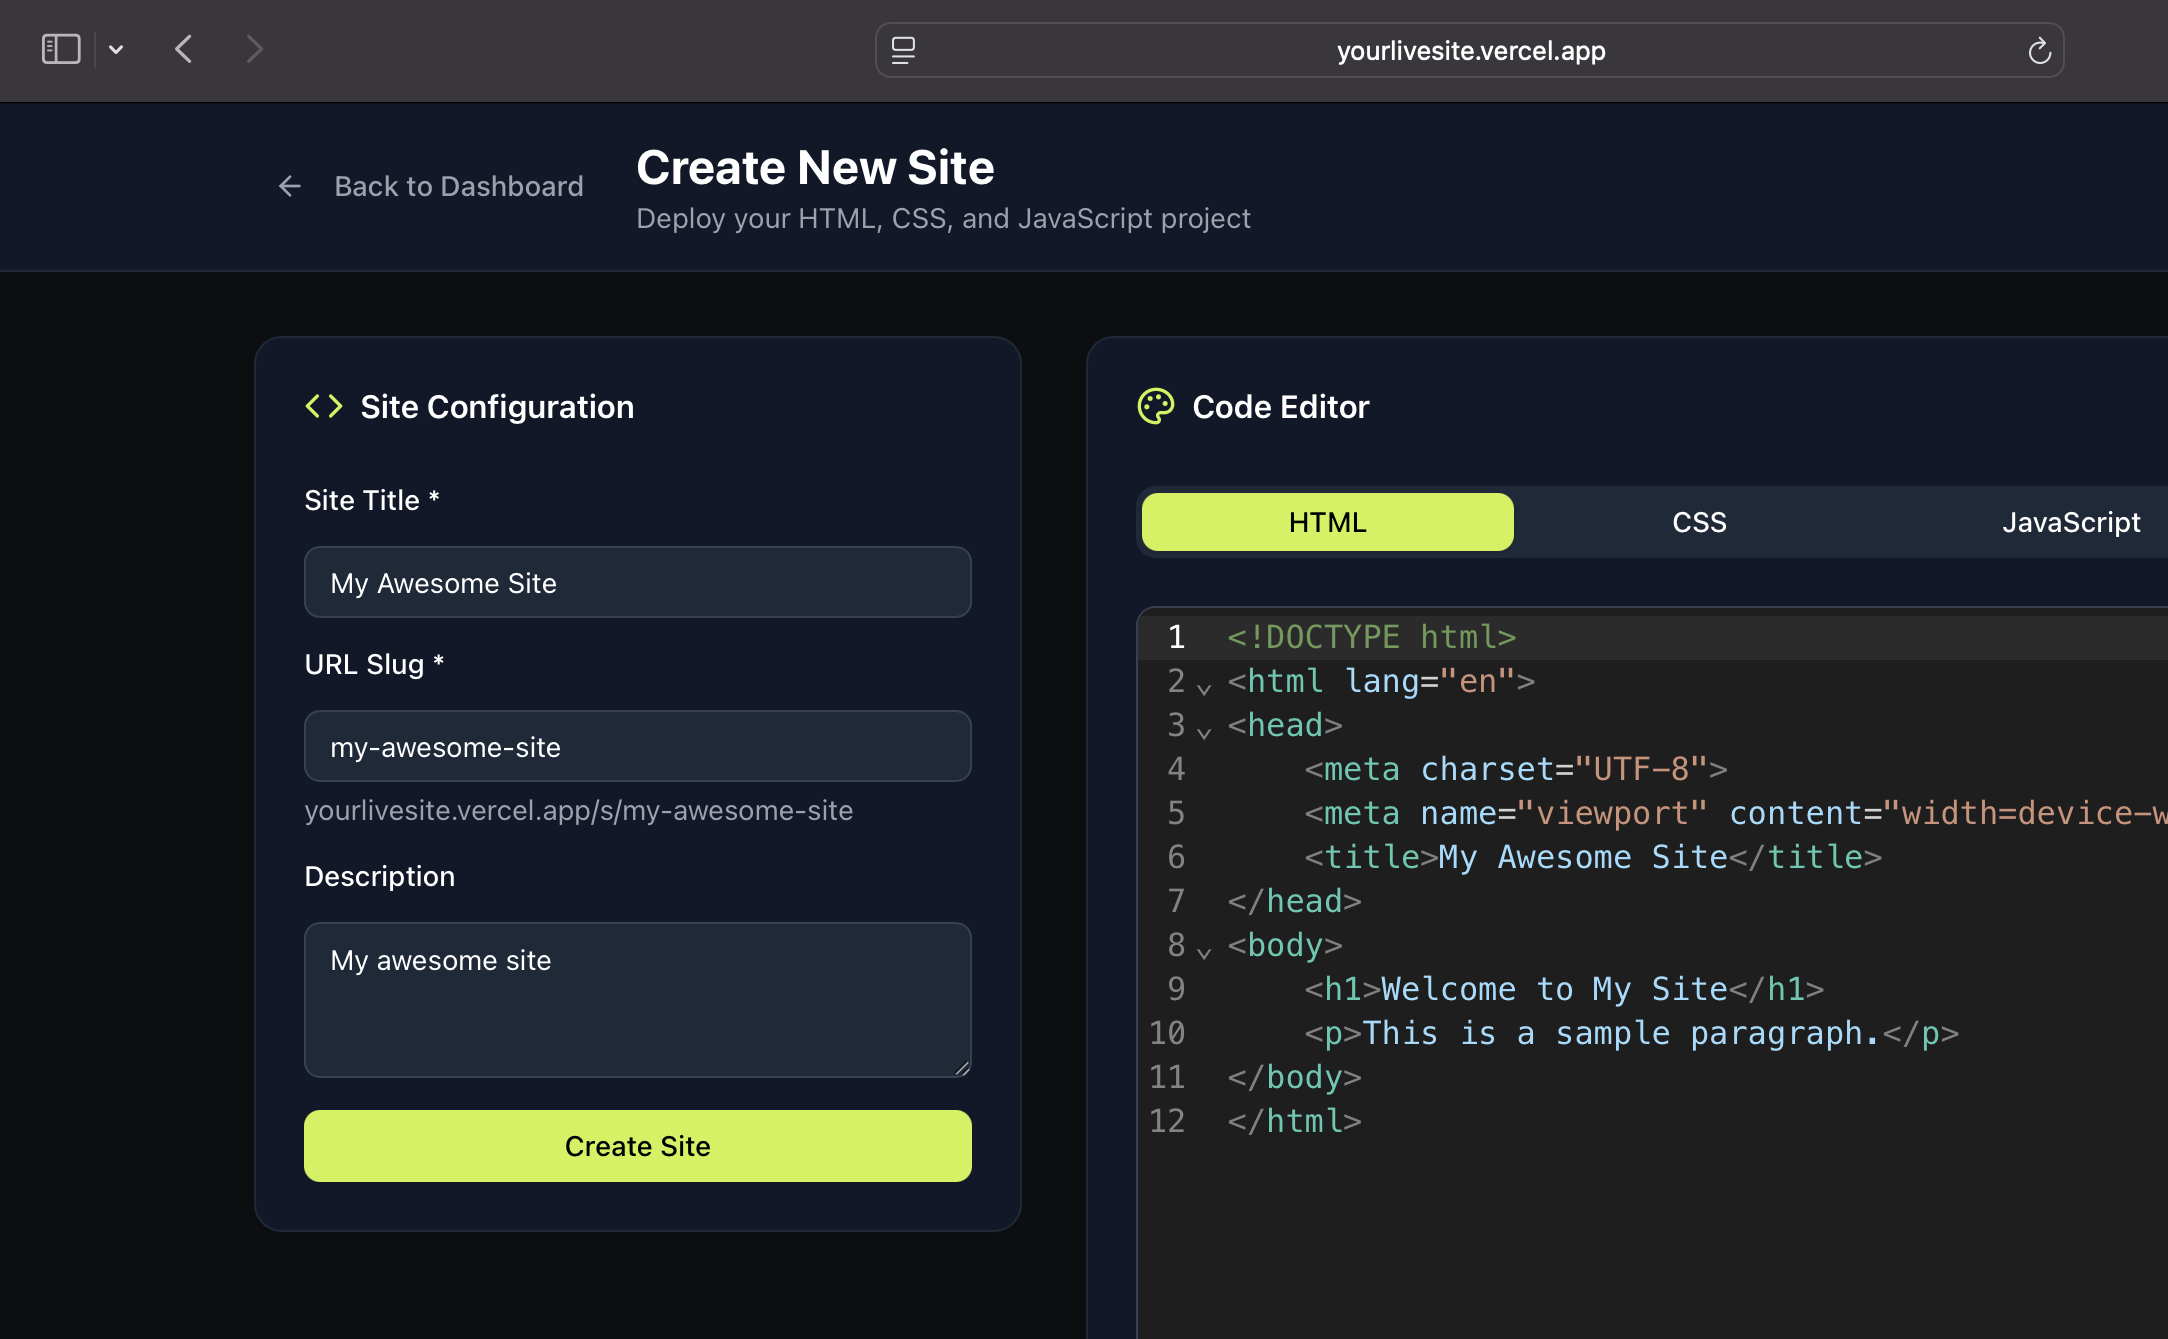 yourlivesite.vercel.app
Back to Dashboard
Create New Site
Deploy your HTML, CSS, and JavaScript project
Site Configuration
Site Title *
My Awesome Site
URL Slug *
my-awesome-site
yourlivesite.vercel.app/s/my-awesome-site
Description
My awesome site
Create Site
Code Editor
HTML CSS JavaScript
1 <!DOCTYPE html>
2 <html lang="en">
3 <head>
4     <meta charset="UTF-8">
5     <meta name="viewport" content="width=device-w
6     <title>My Awesome Site</title>
7 </head>
8 <body>
9     <h1>Welcome to My Site</h1>
10     <p>This is a sample paragraph.</p>
11 </body>
12 </html>